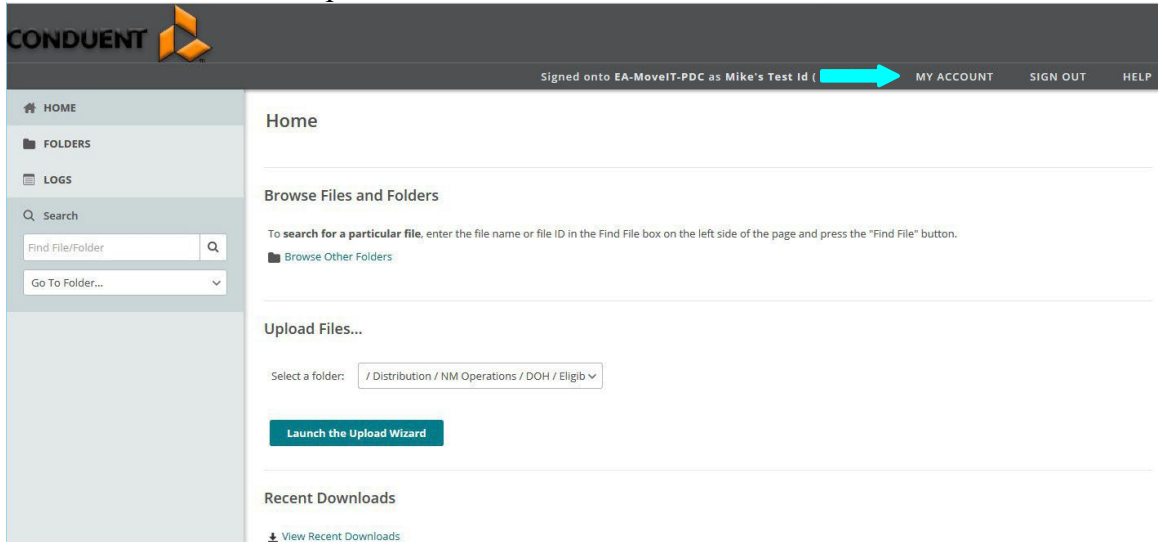 CONDUENT
Signed onto EA-MoveIT-PDC as Mike's Test Id (
MY ACCOUNT SIGN OUT HELP
HOME
FOLDERS
LOGS
Search
Find File/Folder
Go To Folder...
Home
Browse Files and Folders
To search for a particular file, enter the file name or file ID in the Find File box on the left side of the page and press the "Find File" button.
Browse Other Folders
Upload Files...
Select a folder: / Distribution / NM Operations / DOH / Eligib
Launch the Upload Wizard
Recent Downloads
View Recent Downloads